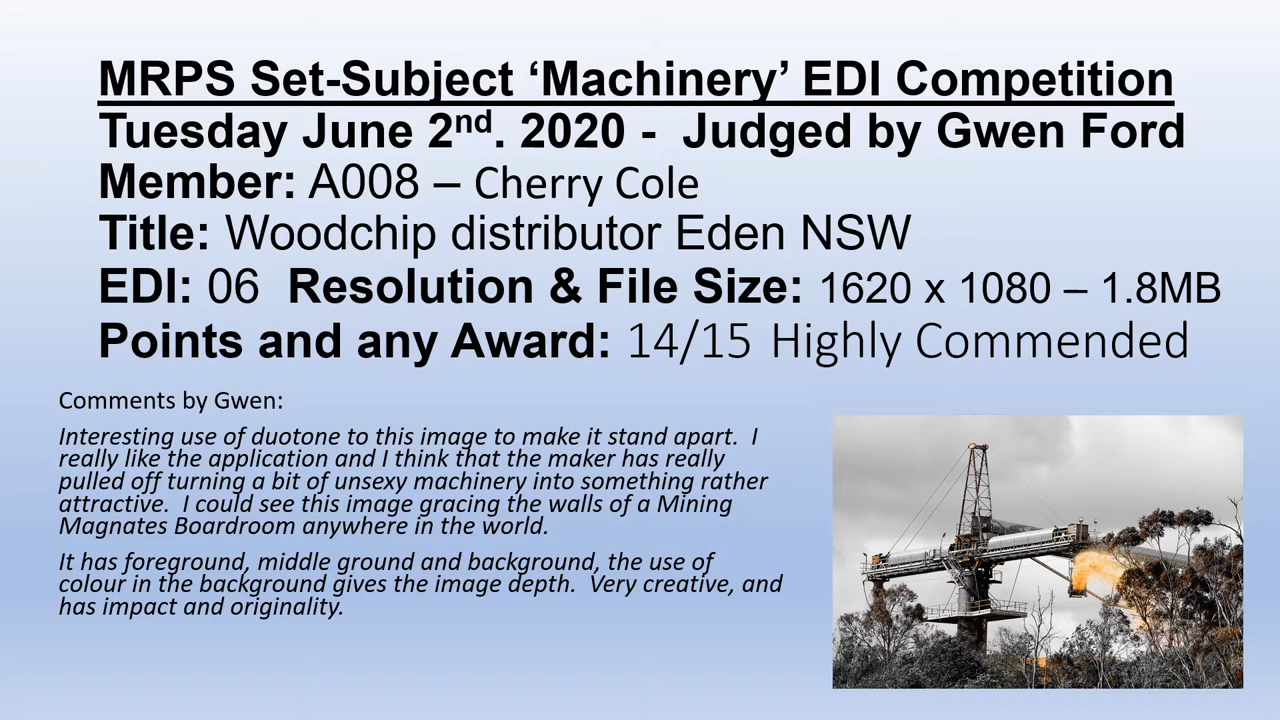 MRPS Set-Subject ‘Machinery’ EDI Competition
Tuesday June 2nd. 2020 - Judged by Gwen Ford
Member: A008 – Cherry Cole
Title: Woodchip distributor Eden NSW
EDI: 06 Resolution & File Size: 1620 x 1080 – 1.8MB
Points and any Award: 14/15 Highly Commended
Comments by Gwen:
Interesting use of duotone to this image to make it stand apart. I
really like the application and I think that the maker has really
pulled off turning a bit of unsexy machinery into something rather
attractive. I could see this image gracing the walls of a Mining
Magnates Boardroom anywhere in the world.
It has foreground, middle ground and background, the use of
colour in the background gives the image depth. Very creative, and
has impact and originality.